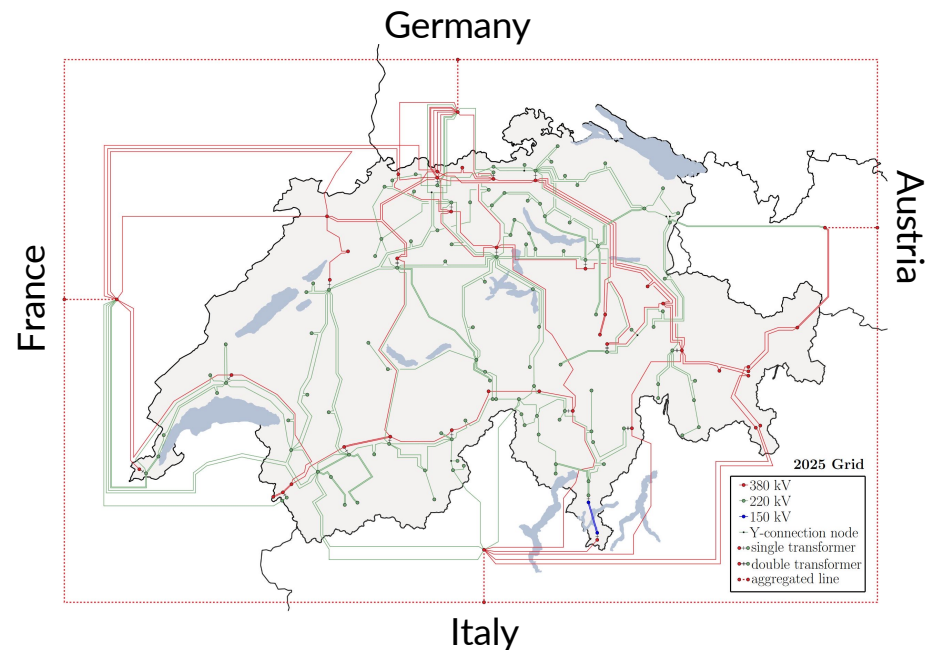 Germany
France
Austria
2025 Grid
380 kV
220 kV
150 kV
Y-connection node
single transformer
double transformer
aggregated line
Italy